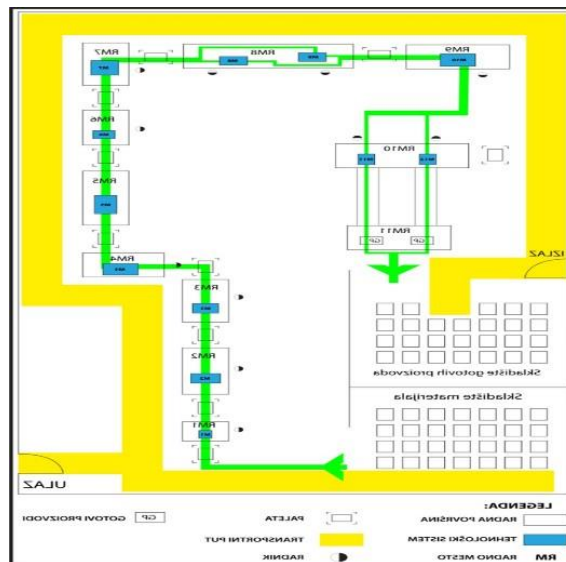 RM7
RM8
RM9
RM6
RM10
RM5
RM11
GP
GP
RM4
IZLAZ
RM3
Skladište gotovih proizvoda
RM2
Skladište materijala
RM1
ULAZ
LEGENDA:
RADNA POVRŠINA
PALETA
GP GOTOVI PROIZVODI
TEHNOLOŠKI SISTEM
TRANSPORTNI PUT
RM RADNO MESTO
RADNIK